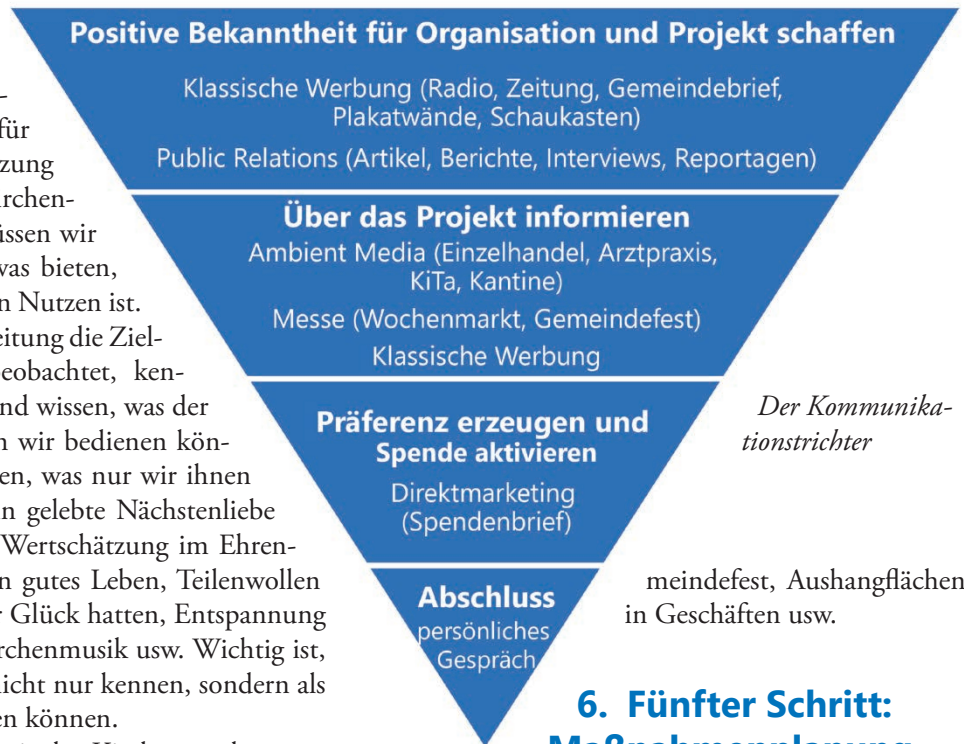 -
für
zung
irchen-
üssen wir
was bieten,
n Nutzen ist.
eitung die Ziel-
beobachtet, ken-
nd wissen, was der
n wir bedienen kön-
en, was nur wir ihnen
n gelebte Nächstenliebe
Wertschätzung im Ehren-
n gutes Leben, Teilenwollen
r Glück hatten, Entspannung
rchenmusik usw. Wichtig ist,
nicht nur kennen, sondern als
en können.
Positive Bekanntheit für Organisation und Projekt schaffen
Klassische Werbung (Radio, Zeitung, Gemeindebrief,
Plakatwände, Schaukasten)
Public Relations (Artikel, Berichte, Interviews, Reportagen)
Über das Projekt informieren
Ambient Media (Einzelhandel, Arztpraxis,
KiTa, Kantine)
Messe (Wochenmarkt, Gemeindefest)
Klassische Werbung
Präferenz erzeugen und
Spende aktivieren
Direktmarketing
(Spendenbrief)
Abschluss
persönliches
Gespräch
Der Kommunika-
tionstrichter
meindefest, Aushangflächen
in Geschäften usw.
6. Fünfter Schritt:
Maßnahmenplanung